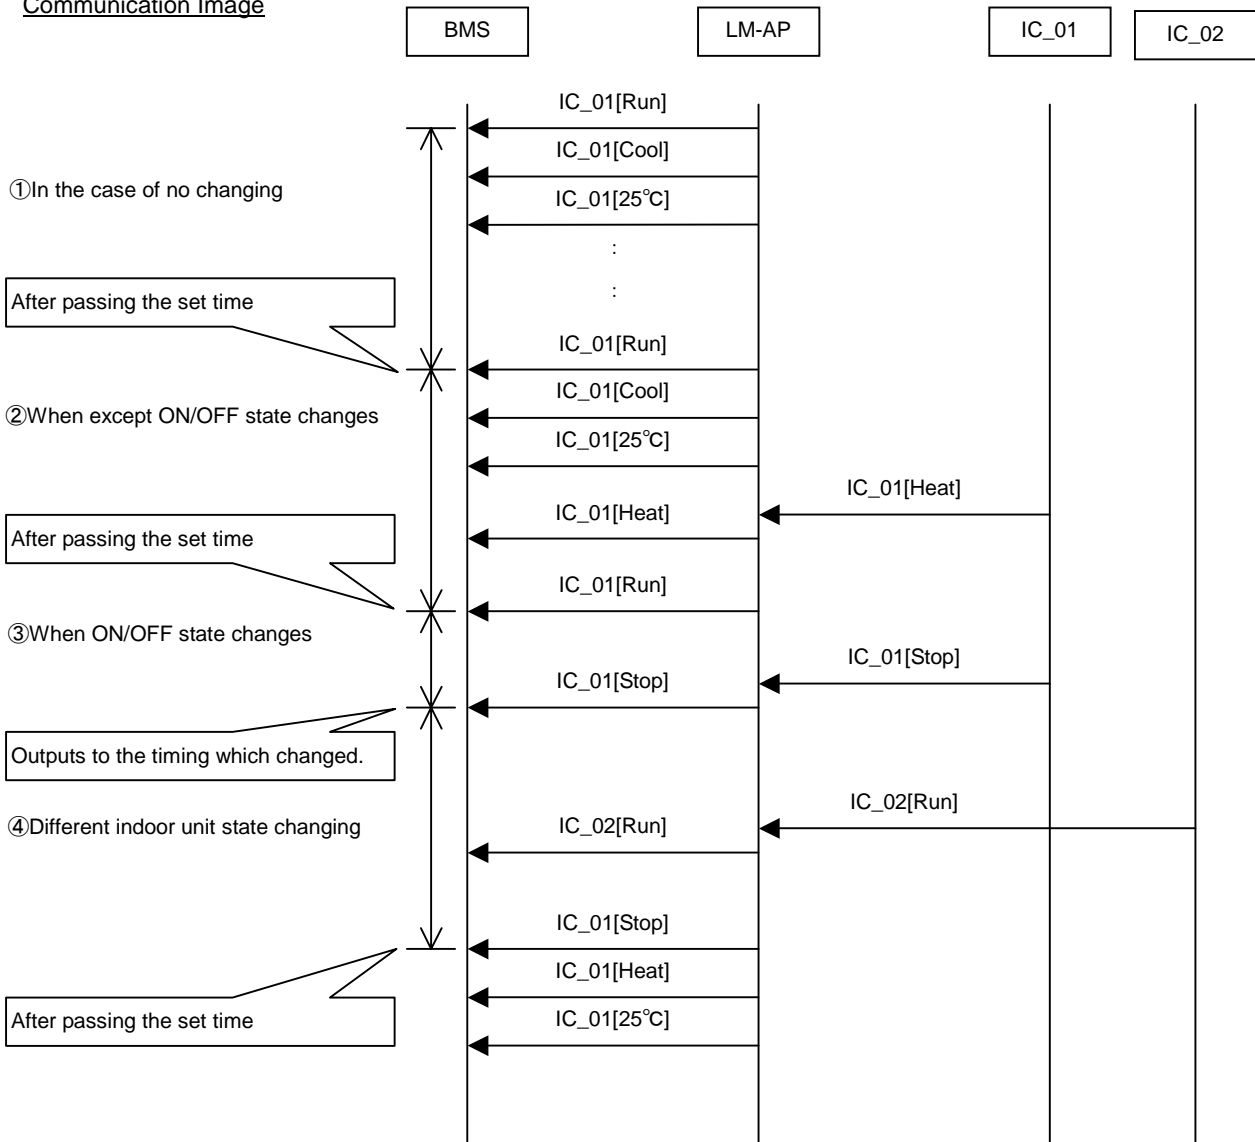 Communication Image
BMS
LM-AP
IC_01
IC_02
IC_01[Run]
IC_01[Cool]
①In the case of no changing
IC_01[25℃]
:
:
After passing the set time
IC_01[Run]
IC_01[Cool]
②When except ON/OFF state changes
IC_01[25℃]
IC_01[Heat]
IC_01[Heat]
After passing the set time
IC_01[Run]
③When ON/OFF state changes
IC_01[Stop]
IC_01[Stop]
Outputs to the timing which changed.
IC_02[Run]
④Different indoor unit state changing
IC_02[Run]
IC_01[Stop]
IC_01[Heat]
After passing the set time
IC_01[25℃]